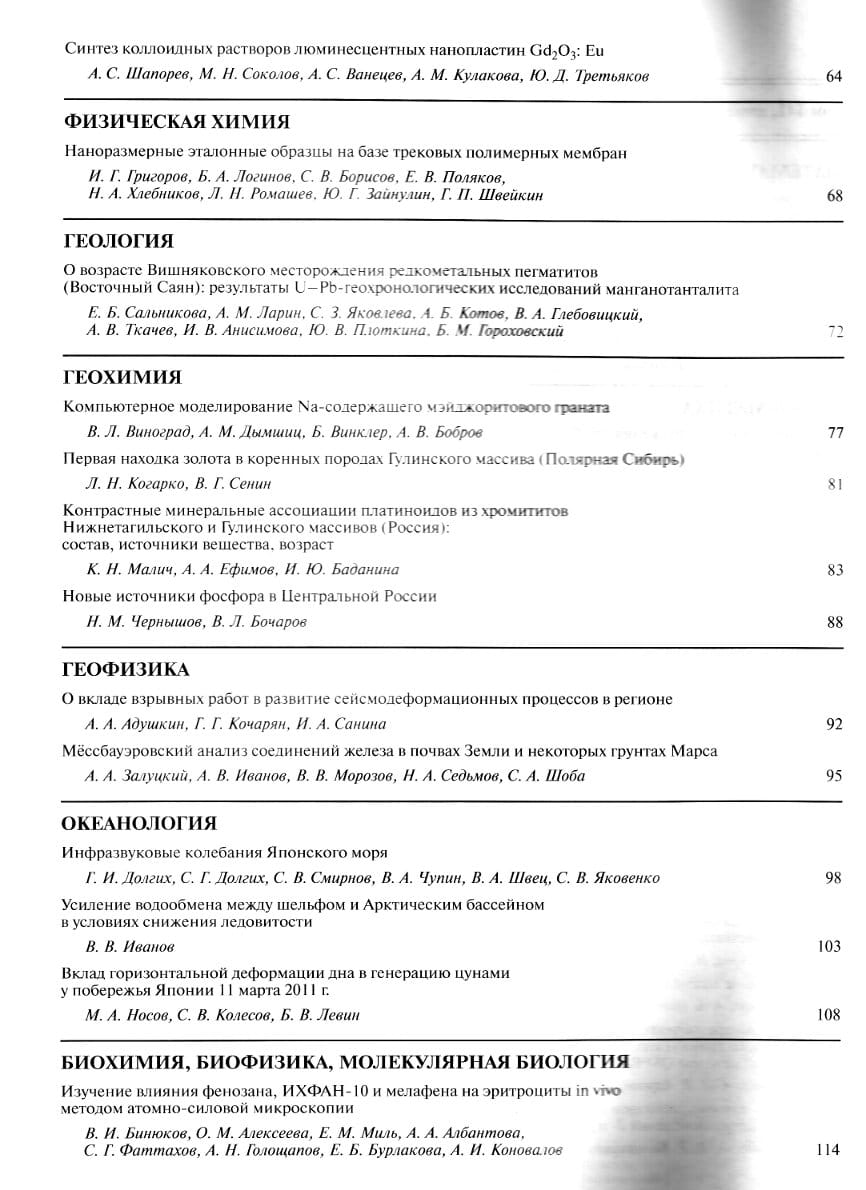 Синтез коллоидных растворов люминесцентных нанопластин Gd₂O₃: Eu
А. С. Шапорев, М. Н. Соколов, А. С. Ванецев, А. М. Кулакова, Ю. Д. Третьяков 64
ФИЗИЧЕСКАЯ ХИМИЯ
Наноразмерные эталонные образцы на базе трековых полимерных мембран
И. Г. Григоров, Б. А. Логинов, С. В. Борисов, Е. В. Поляков,
Н. А. Хлебников, Л. Н. Ромашев, Ю. Г. Зайнулин, Г. П. Швейкин 68
ГЕОЛОГИЯ
О возрасте Вишняковского месторождения редкометальных пегматитов
(Восточный Саян): результаты U–Pb-геохронологических исследований манганотанталита
Е. Б. Сальникова, А. М. Ларин, С. З. Яковлева, А. Б. Котов, В. А. Глебовицкий,
А. В. Ткачев, И. В. Анисимова, Ю. В. Плоткина, Б. М. Гороховский 72
ГЕОХИМИЯ
Компьютерное моделирование Na-содержащего мэйджоритового граната
В. Л. Виноград, А. М. Дымшиц, Б. Винклер, А. В. Бобров 77
Первая находка золота в коренных породах Гулинского массива (Полярная Сибирь)
Л. Н. Когарко, В. Г. Сенин 81
Контрастные минеральные ассоциации платиноидов из хромититов
Нижнетагильского и Гулинского массивов (Россия):
состав, источники вещества, возраст
К. Н. Малич, А. А. Ефимов, И. Ю. Баданина 83
Новые источники фосфора в Центральной России
Н. М. Чернышов, В. Л. Бочаров 88
ГЕОФИЗИКА
О вкладе взрывных работ в развитие сейсмодеформационных процессов в регионе
А. А. Адушкин, Г. Г. Кочарян, И. А. Санина 92
Мёссбауэровский анализ соединений железа в почвах Земли и некоторых грунтах Марса
А. А. Залуцкий, А. В. Иванов, В. В. Морозов, Н. А. Седьмов, С. А. Шоба 95
ОКЕАНОЛОГИЯ
Инфразвуковые колебания Японского моря
Г. И. Долгих, С. Г. Долгих, С. В. Смирнов, В. А. Чупин, В. А. Швец, С. В. Яковенко 98
Усиление водообмена между шельфом и Арктическим бассейном
в условиях снижения ледовитости
В. В. Иванов 103
Вклад горизонтальной деформации дна в генерацию цунами
у побережья Японии 11 марта 2011 г.
М. А. Носов, С. В. Колесов, Б. В. Левин 108
БИОХИМИЯ, БИОФИЗИКА, МОЛЕКУЛЯРНАЯ БИОЛОГИЯ
Изучение влияния фенозана, ИХФАН-10 и мелафена на эритроциты in vivo
методом атомно-силовой микроскопии
В. И. Бинюков, О. М. Алексеева, Е. М. Миль, А. А. Албантова,
С. Г. Фаттахов, А. Н. Голощапов, Е. Б. Бурлакова, А. И. Коновалов 114